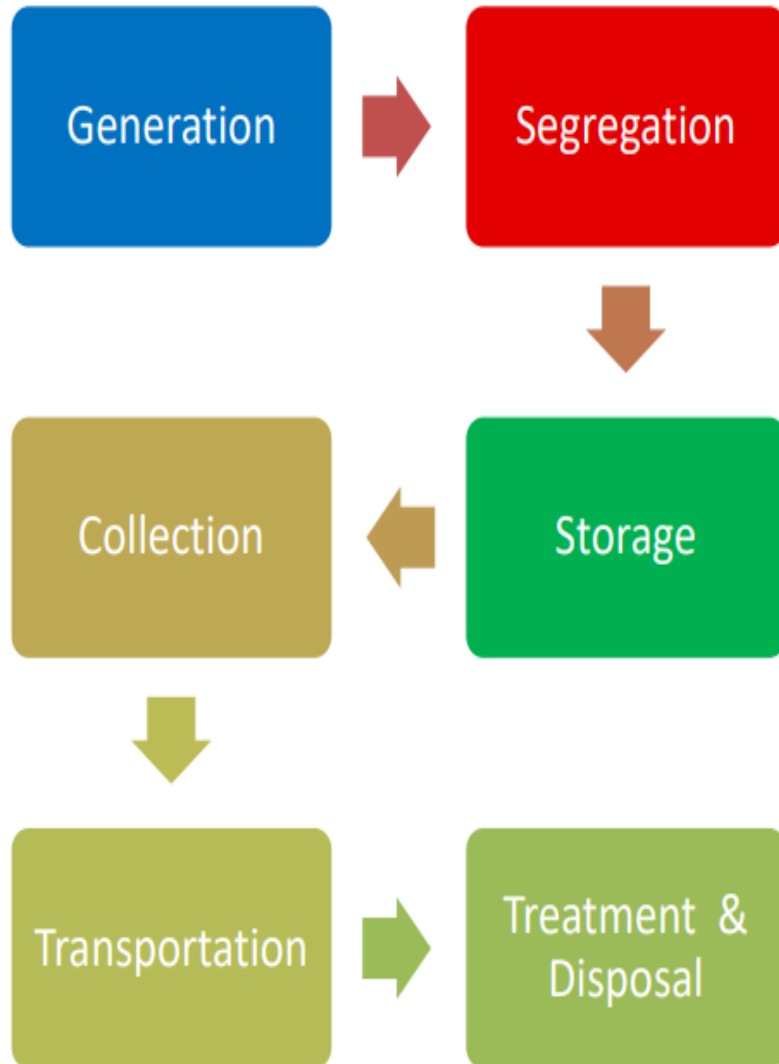 Generation
Segregation
Storage
Collection
Transportation
Treatment &
Disposal